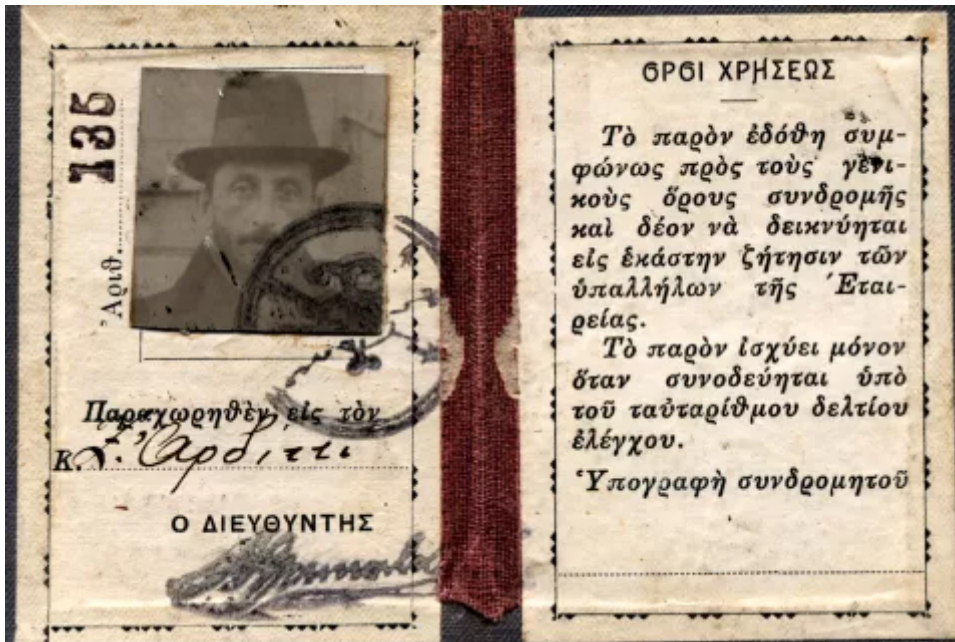 135
Ἀριθ.
Παραχωρηθὲν εἰς τὸν
Κ. Σ. Αρδίττι
Ο ΔΙΕΥΘΥΝΤΗΣ
ΟΡΟΙ ΧΡΗΣΕΩΣ
Τὸ παρὸν ἐδόθη συμ-
φώνως πρὸς τοὺς γενι-
κοὺς ὅρους συνδρομῆς
καὶ δέον νὰ δεικνύηται
εἰς ἑκάστην ζήτησιν τῶν
ὑπαλλήλων τῆς Ἑται-
ρείας.
Τὸ παρὸν ἰσχύει μόνον
ὅταν συνοδεύηται ὑπὸ
τοῦ ταὐταρίθμου δελτίου
ἐλέγχου.
Ὑπογραφὴ συνδρομητοῦ